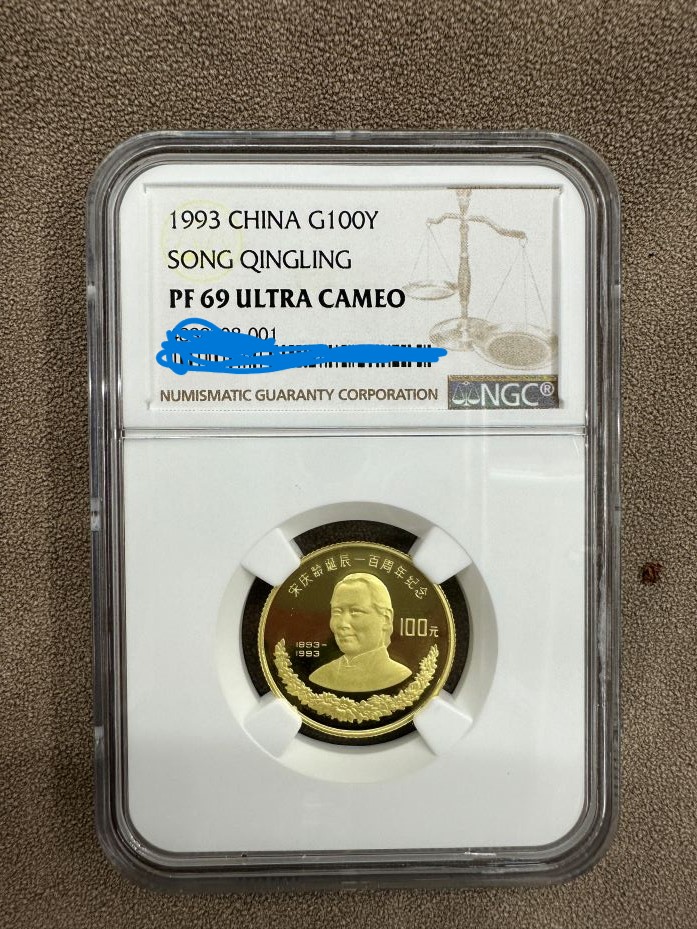 1993 CHINA G100Y
SONG QINGLING
PF 69 ULTRA CAMEO
001
NUMISMATIC GUARANTY CORPORATION
NGC®
宋庆龄诞辰一百周年纪念
100元
1893-
1993